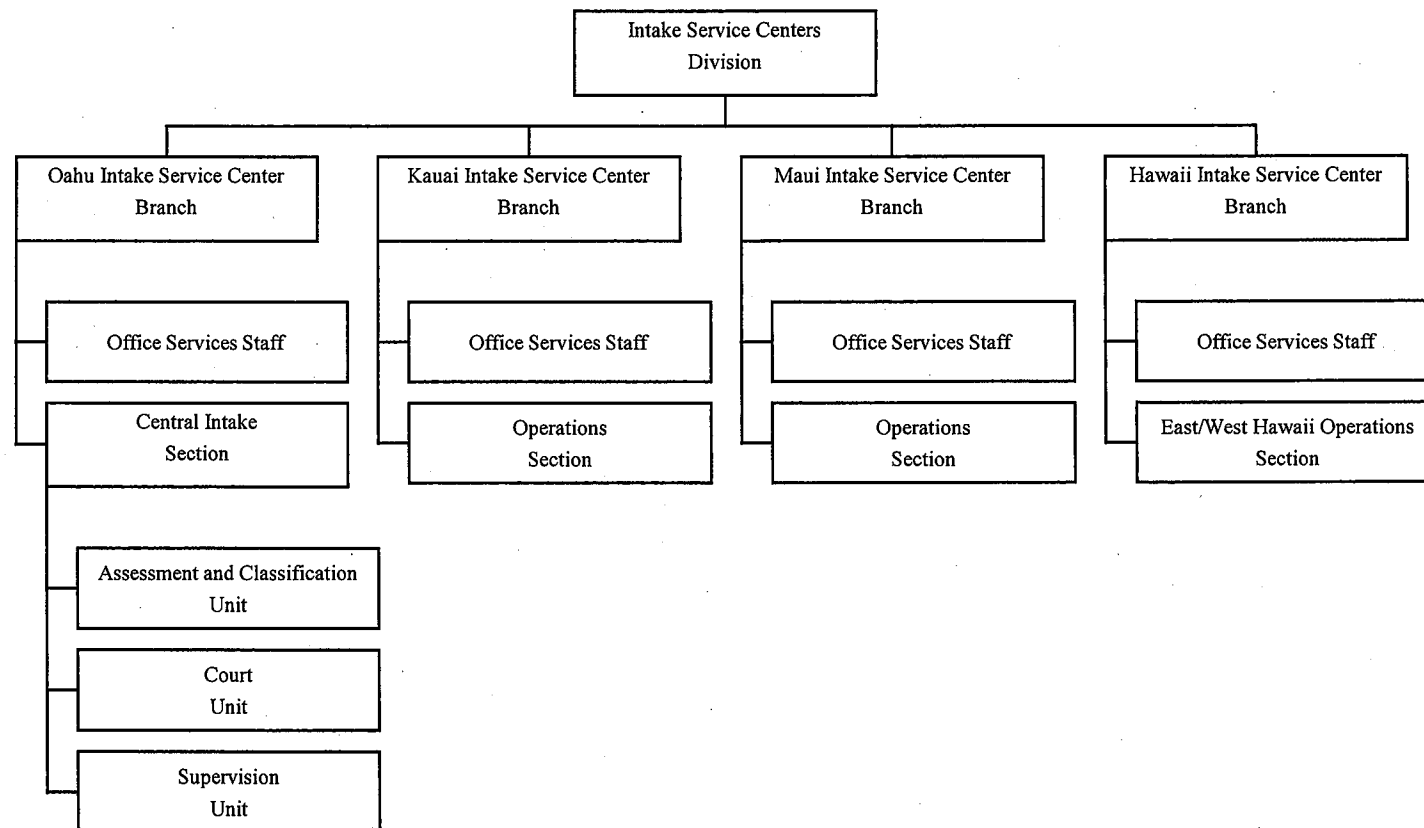 Intake Service Centers
Division
Oahu Intake Service Center
Branch
Kauai Intake Service Center
Branch
Maui Intake Service Center
Branch
Hawaii Intake Service Center
Branch
Office Services Staff
Office Services Staff
Office Services Staff
Office Services Staff
Central Intake
Section
Operations
Section
Operations
Section
East/West Hawaii Operations
Section
Assessment and Classification
Unit
Court
Unit
Supervision
Unit